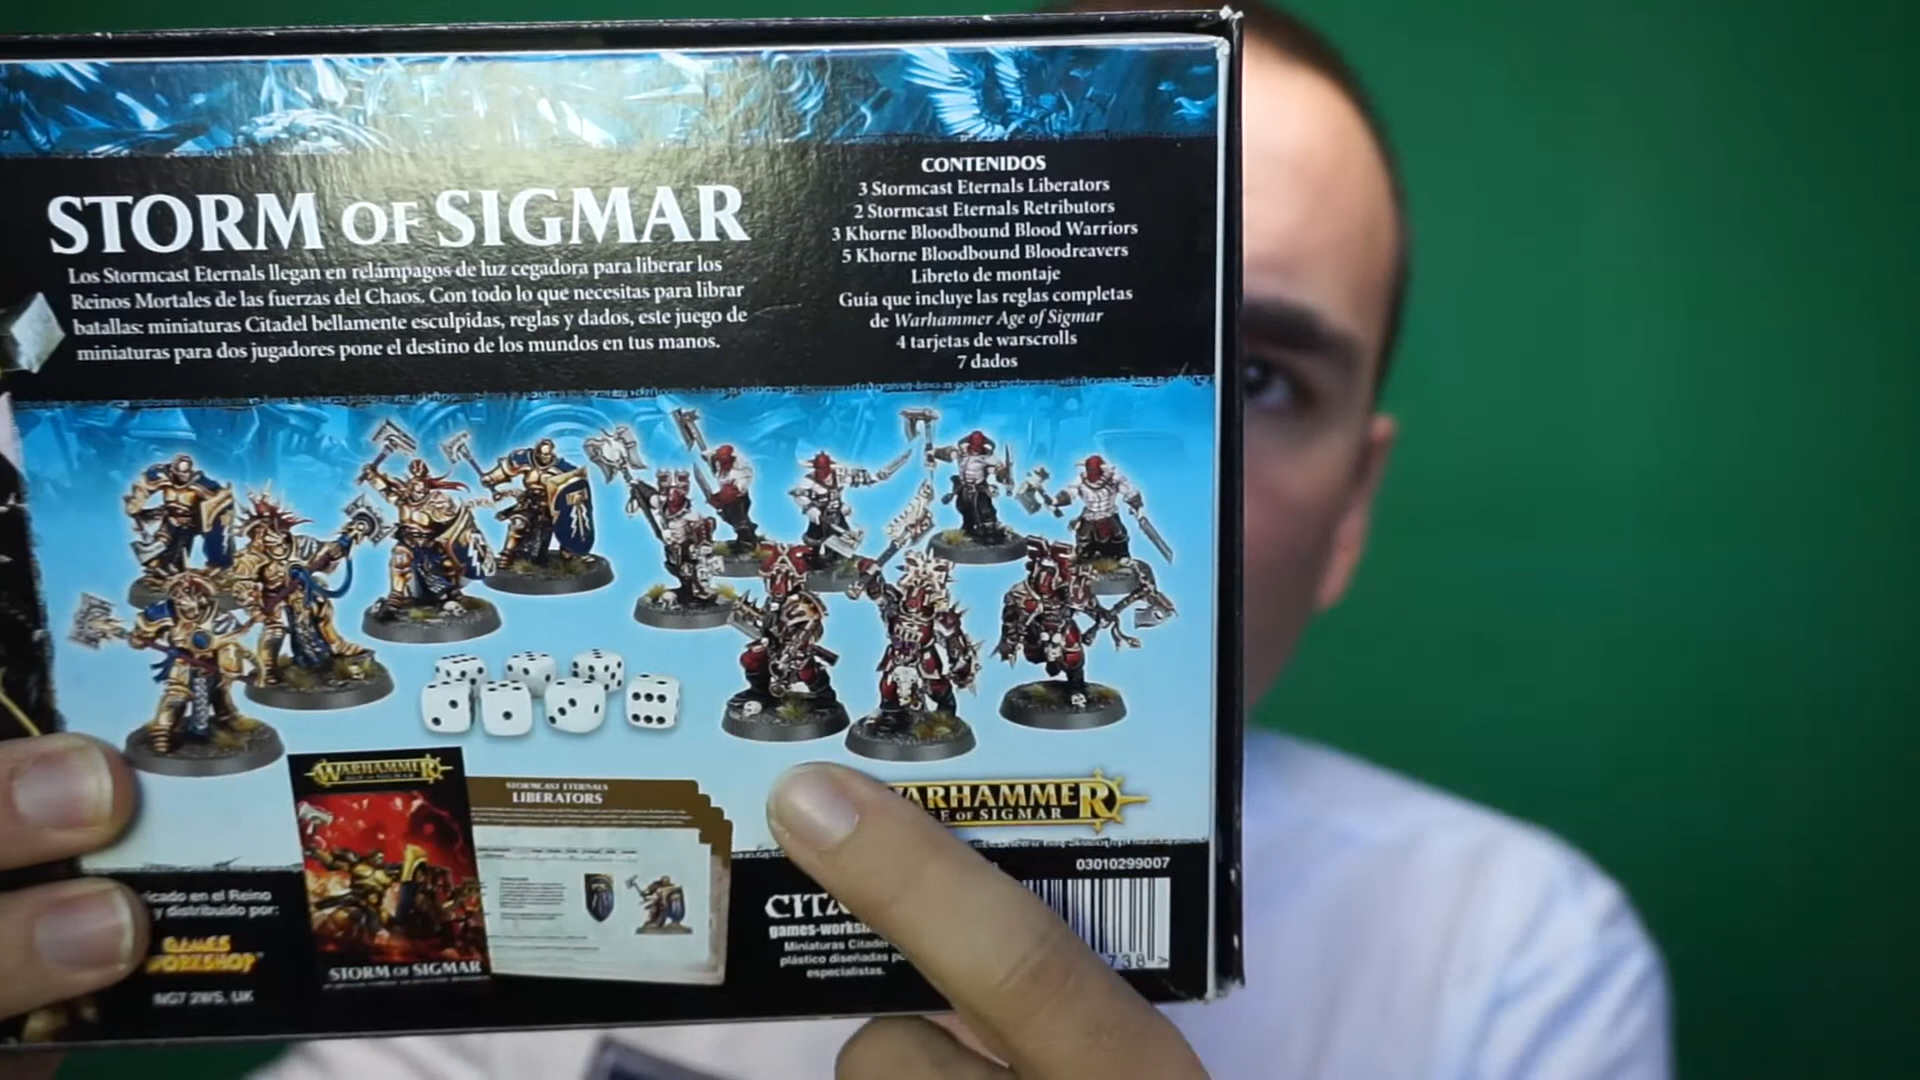 STORM OF SIGMAR
Los Stormcast Eternals llegan en relámpagos de luz cegadora para liberar los
Reinos Mortales de las fuerzas del Chaos. Con todo lo que necesitas para librar
batallas: miniaturas Citadel bellamente esculpidas, reglas y dados, este juego de
miniaturas para dos jugadores pone el destino de los mundos en tus manos.
CONTENIDOS
3 Stormcast Eternals Liberators
2 Stormcast Eternals Retributors
3 Khorne Bloodbound Blood Warriors
5 Khorne Bloodbound Bloodreavers
Libreto de montaje
Guía que incluye las reglas completas
de Warhammer Age of Sigmar
4 tarjetas de warscrolls
7 dados
WARHAMMER
AGE OF SIGMAR
STORM OF SIGMAR
STORMCAST ETERNALS
LIBERATORS
ARHAMMER
OF SIGMAR
en el Reino
y distribuido por:
GAMES
WORKSHOP
NG7 2WS. UK
Miniaturas Citadel
plástico diseñadas
especialistas.
03010299007
738 >